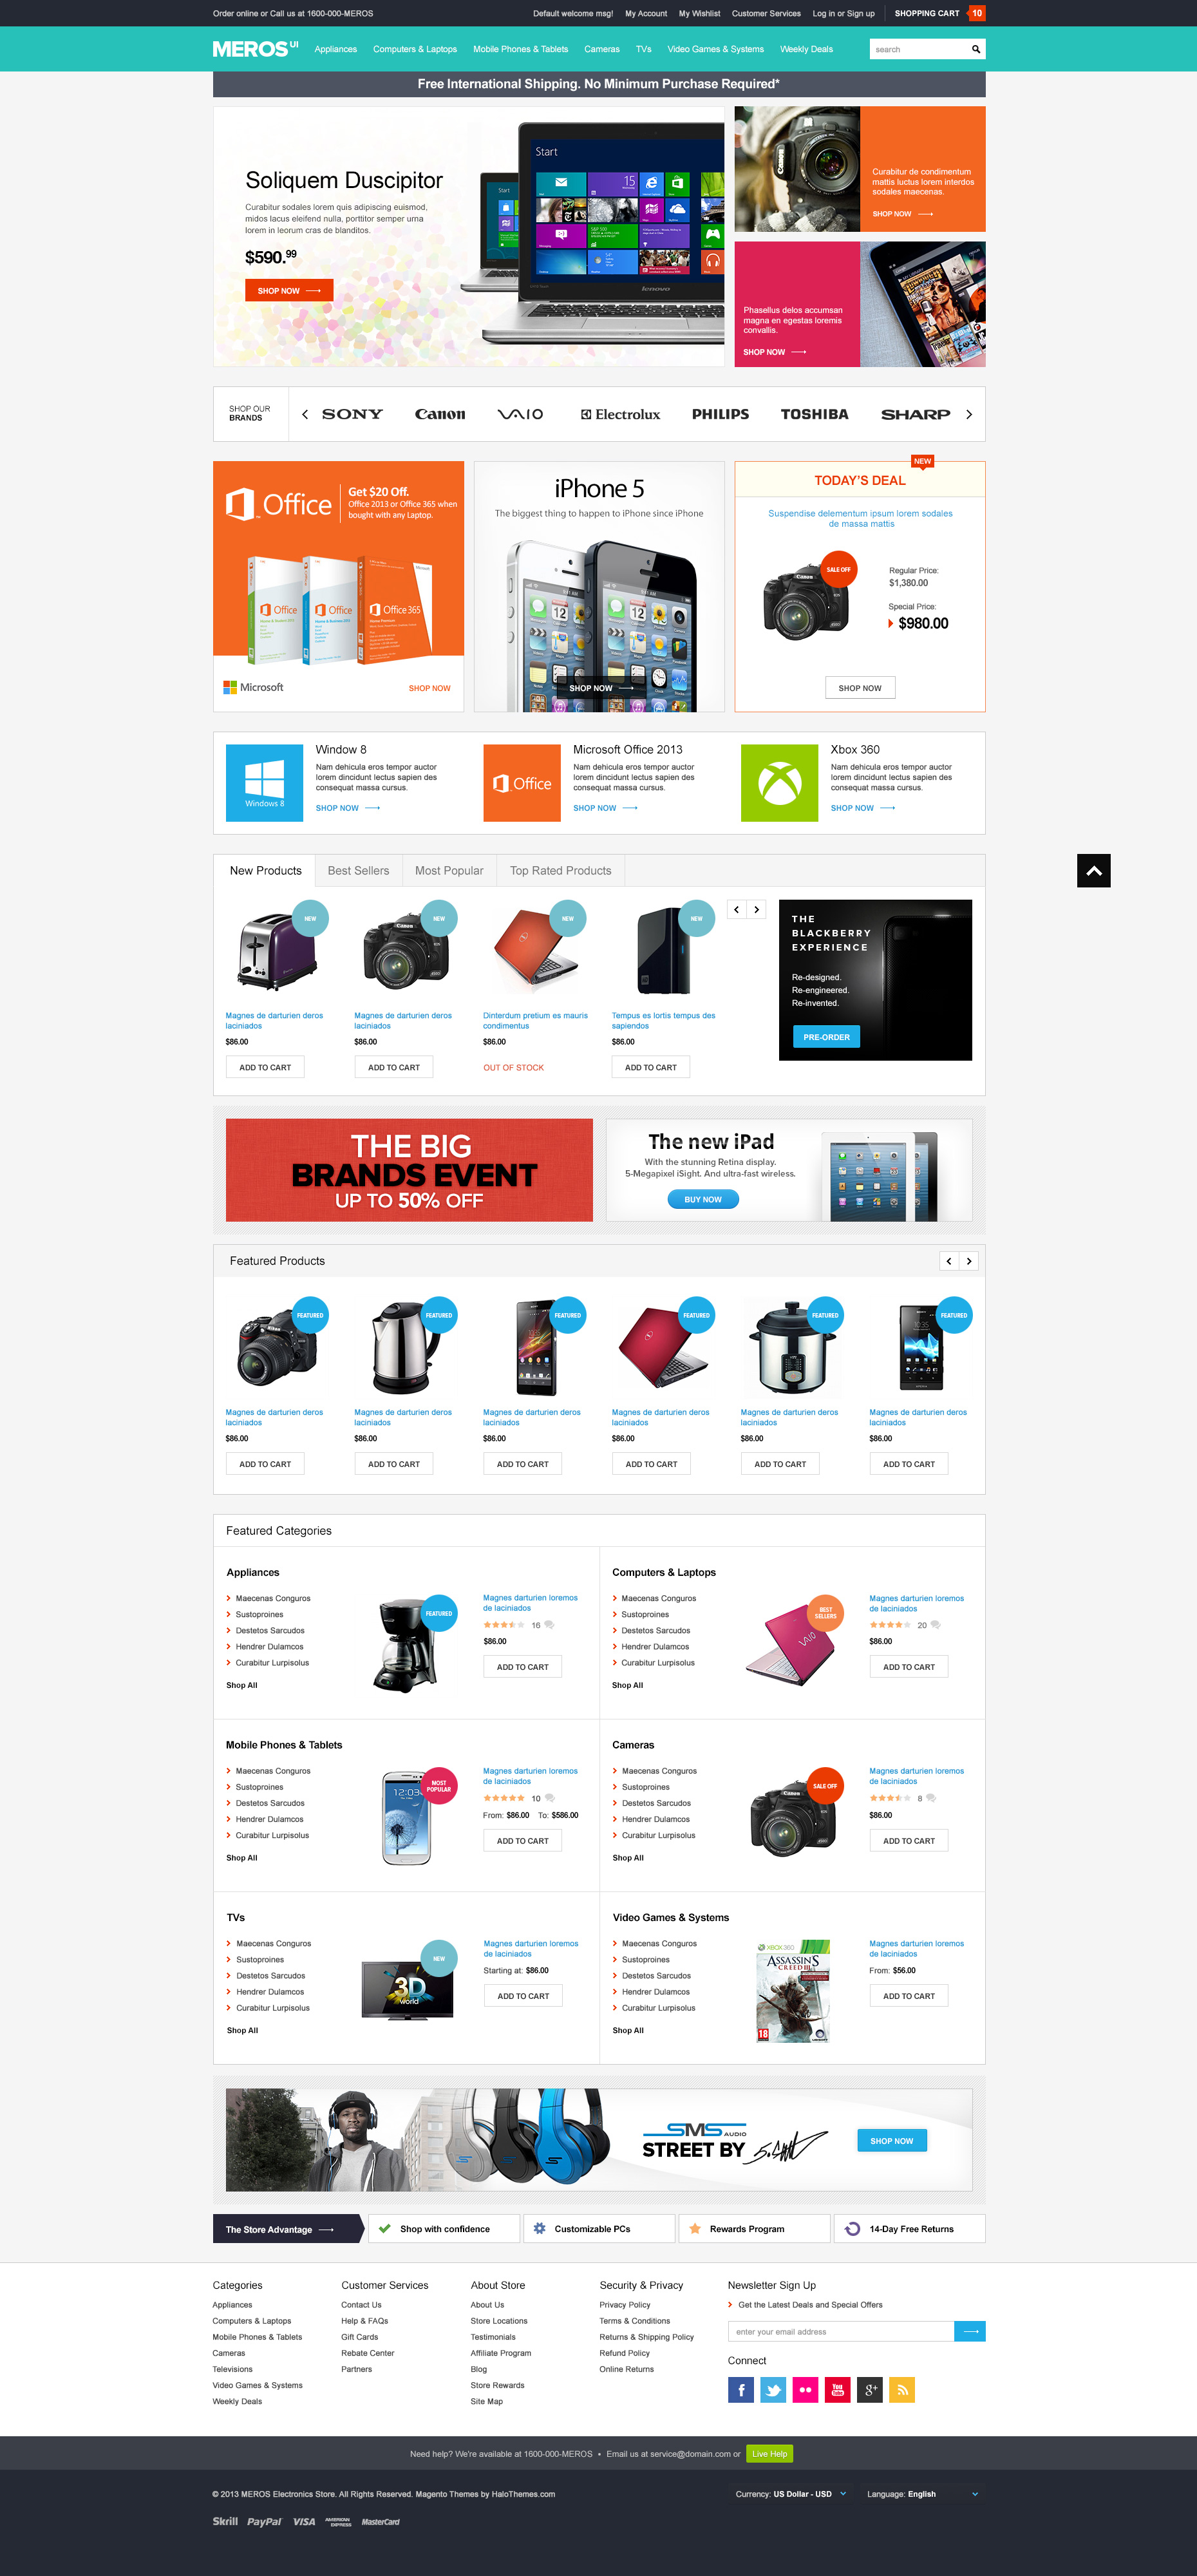 Order online or Call us at 1600-000-MEROS
Default welcome msg! My Account My Wishlist Customer Services Log in or Sign up SHOPPING CART 10
MEROS UI Appliances Computers & Laptops Mobile Phones & Tablets Cameras TVs Video Games & Systems Weekly Deals search
Free International Shipping. No Minimum Purchase Required*
Soliquem Duscipitor
Curabitur sodales lorem quis adipiscing euismod,
midos lacus eleifend nulla, porttitor semper urna
lorem in leorum cras de blanditos.
$590.99
SHOP NOW
Start
Start
lenovo
Canon
Curabitur de condimentum
mattis luctus lorem interdos
sodales maecenas.
SHOP NOW
Phasellus delos accumsan
magna en egestas loremis
convallis.
SHOP NOW
SHOP OUR
BRANDS
SONY Canon VAIO Electrolux PHILIPS TOSHIBA SHARP
Office
Get $20 Off.
Office 2013 or Office 365 when
bought with any Laptop.
Office Office Office 365
Microsoft
SHOP NOW
iPhone 5
The biggest thing to happen to iPhone since iPhone
SHOP NOW
NEW
TODAY'S DEAL
Suspendise delementum ipsum lorem sodales
de massa mattis
SALE OFF
Canon
Regular Price:
$1,380.00
Special Price:
$980.00
SHOP NOW
Windows 8
Window 8
Nam dehicula eros tempor auctor
lorem dincidunt lectus sapien des
consequat massa cursus.
SHOP NOW
Office
Microsoft Office 2013
Nam dehicula eros tempor auctor
lorem dincidunt lectus sapien des
consequat massa cursus.
SHOP NOW
Xbox 360
Nam dehicula eros tempor auctor
lorem dincidunt lectus sapien des
consequat massa cursus.
SHOP NOW
New Products Best Sellers Most Popular Top Rated Products
NEW NEW NEW NEW
Magnes de darturien deros
laciniados
$86.00
ADD TO CART
Magnes de darturien deros
laciniados
$86.00
ADD TO CART
Dinterdum pretium es mauris
condimentus
$86.00
OUT OF STOCK
Tempus es lortis tempus des
sapiendos
$86.00
ADD TO CART
THE
BLACKBERRY
EXPERIENCE
Re-designed.
Re-engineered.
Re-invented.
PRE-ORDER
THE BIG
BRANDS EVENT
UP TO 50% OFF
The new iPad
With the stunning Retina display.
5-Megapixel iSight. And ultra-fast wireless.
BUY NOW
Featured Products
FEATURED FEATURED FEATURED FEATURED FEATURED FEATURED
Magnes de darturien deros
laciniados
$86.00
ADD TO CART
Magnes de darturien deros
laciniados
$86.00
ADD TO CART
Magnes de darturien deros
laciniados
$86.00
ADD TO CART
Magnes de darturien deros
laciniados
$86.00
ADD TO CART
Magnes de darturien deros
laciniados
$86.00
ADD TO CART
Magnes de darturien deros
laciniados
$86.00
ADD TO CART
Featured Categories
Appliances
Maecenas Conguros
Sustoproines
Destetos Sarcudos
Hendrer Dulamcos
Curabitur Lurpisolus
Shop All
FEATURED
Magnes darturien loremos
de laciniados
16
$86.00
ADD TO CART
Computers & Laptops
Maecenas Conguros
Sustoproines
Destetos Sarcudos
Hendrer Dulamcos
Curabitur Lurpisolus
Shop All
BEST
SELLERS
VAIO
Magnes darturien loremos
de laciniados
20
$86.00
ADD TO CART
Mobile Phones & Tablets
Maecenas Conguros
Sustoproines
Destetos Sarcudos
Hendrer Dulamcos
Curabitur Lurpisolus
Shop All
MOST
POPULAR
12:03
Magnes darturien loremos
de laciniados
10
From: $86.00 To: $586.00
ADD TO CART
Cameras
Maecenas Conguros
Sustoproines
Destetos Sarcudos
Hendrer Dulamcos
Curabitur Lurpisolus
Shop All
SALE OFF
Canon
Magnes darturien loremos
de laciniados
8
$86.00
ADD TO CART
TVs
Maecenas Conguros
Sustoproines
Destetos Sarcudos
Hendrer Dulamcos
Curabitur Lurpisolus
Shop All
NEW
3D
world
Magnes darturien loremos
de laciniados
Starting at: $86.00
ADD TO CART
Video Games & Systems
Maecenas Conguros
Sustoproines
Destetos Sarcudos
Hendrer Dulamcos
Curabitur Lurpisolus
Shop All
XBOX 360
ASSASSIN'S
CREED III
18
Magnes darturien loremos
de laciniados
From: $56.00
ADD TO CART
SMS AUDIO
STREET BY
SHOP NOW
The Store Advantage Shop with confidence Customizable PCs Rewards Program 14-Day Free Returns
Categories
Appliances
Computers & Laptops
Mobile Phones & Tablets
Cameras
Televisions
Video Games & Systems
Weekly Deals
Customer Services
Contact Us
Help & FAQs
Gift Cards
Rebate Center
Partners
About Store
About Us
Store Locations
Testimonials
Affiliate Program
Blog
Store Rewards
Site Map
Security & Privacy
Privacy Policy
Terms & Conditions
Returns & Shipping Policy
Refund Policy
Online Returns
Newsletter Sign Up
Get the Latest Deals and Special Offers
enter your email address
Connect
You Tube
Need help? We're available at 1600-000-MEROS • Email us at service@domain.com or Live Help
© 2013 MEROS Electronics Store. All Rights Reserved. Magento Themes by HaloThemes.com
Currency: US Dollar - USD Language: English
Skrill PayPal VISA AMERICAN EXPRESS MasterCard